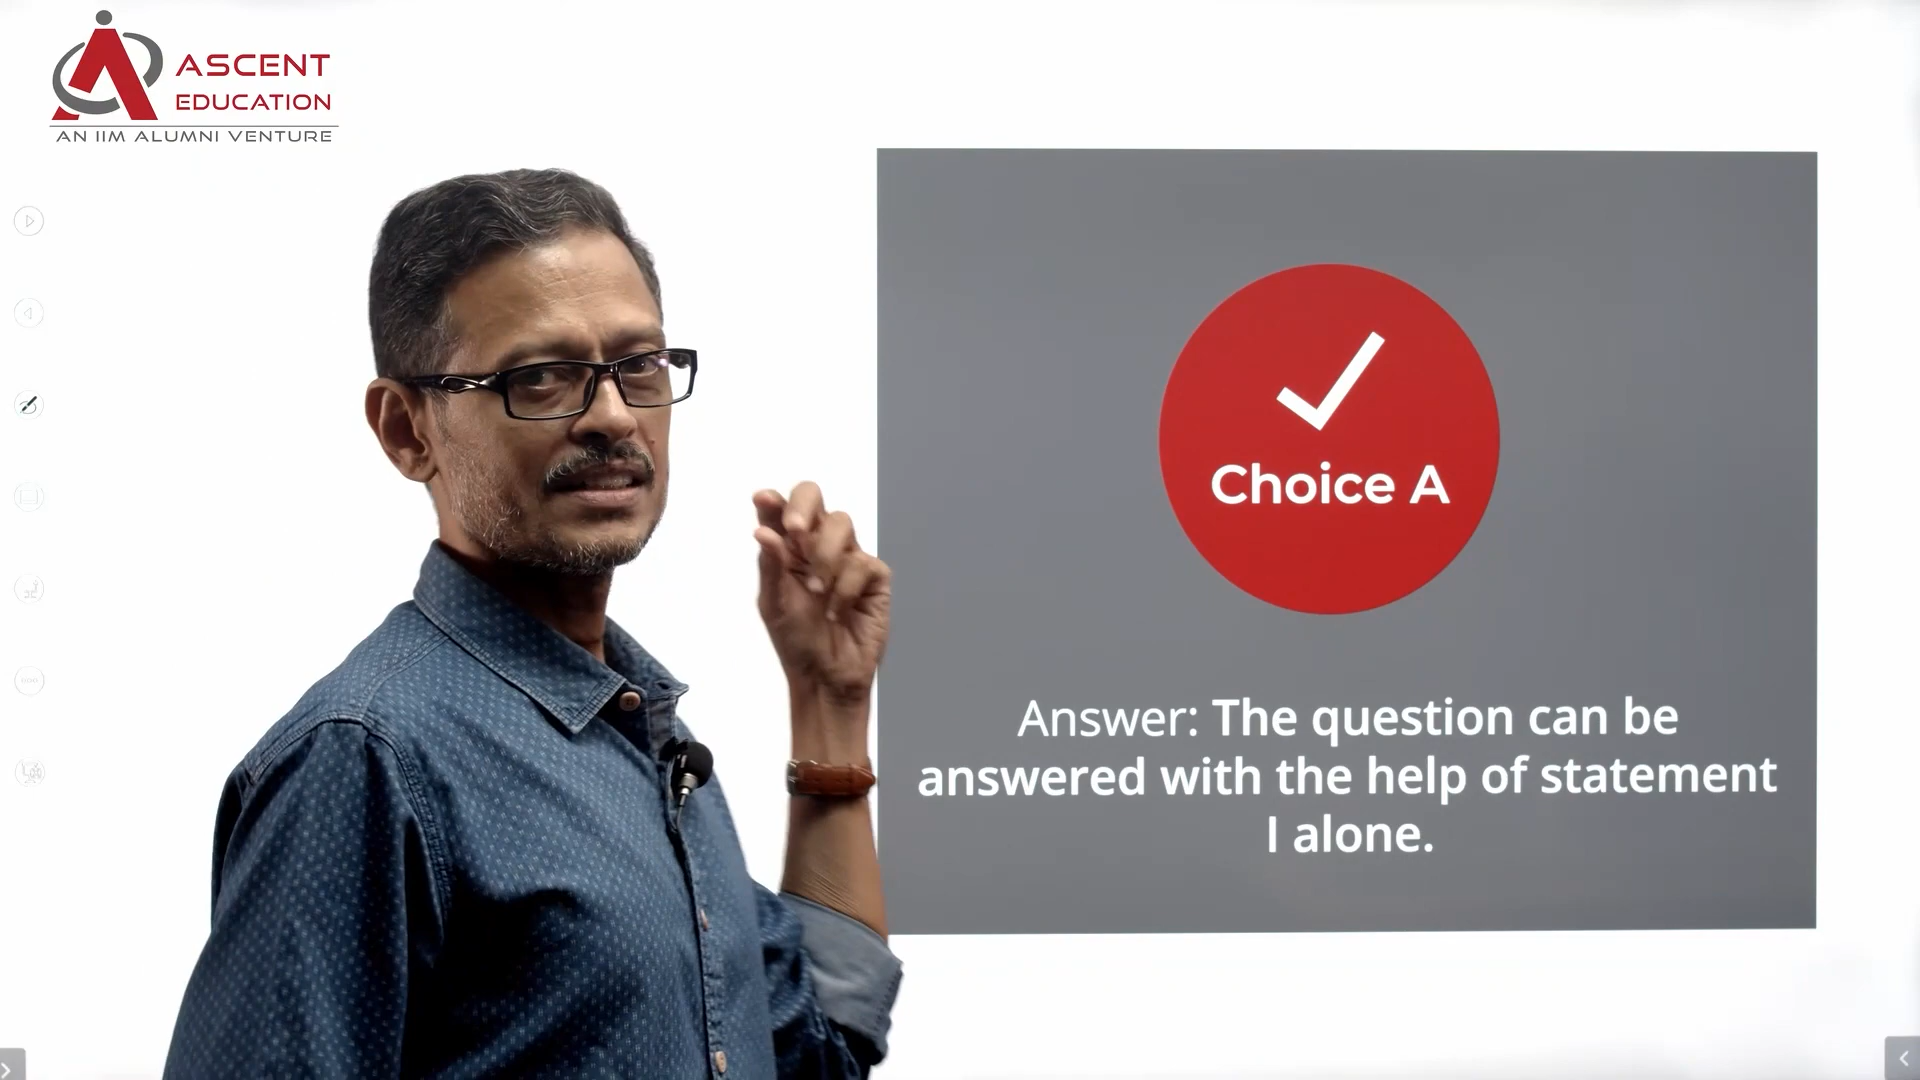 ASCENT
EDUCATION
AN IIM ALUMNI VENTURE
Choice A
Answer: The question can be
answered with the help of statement
I alone.